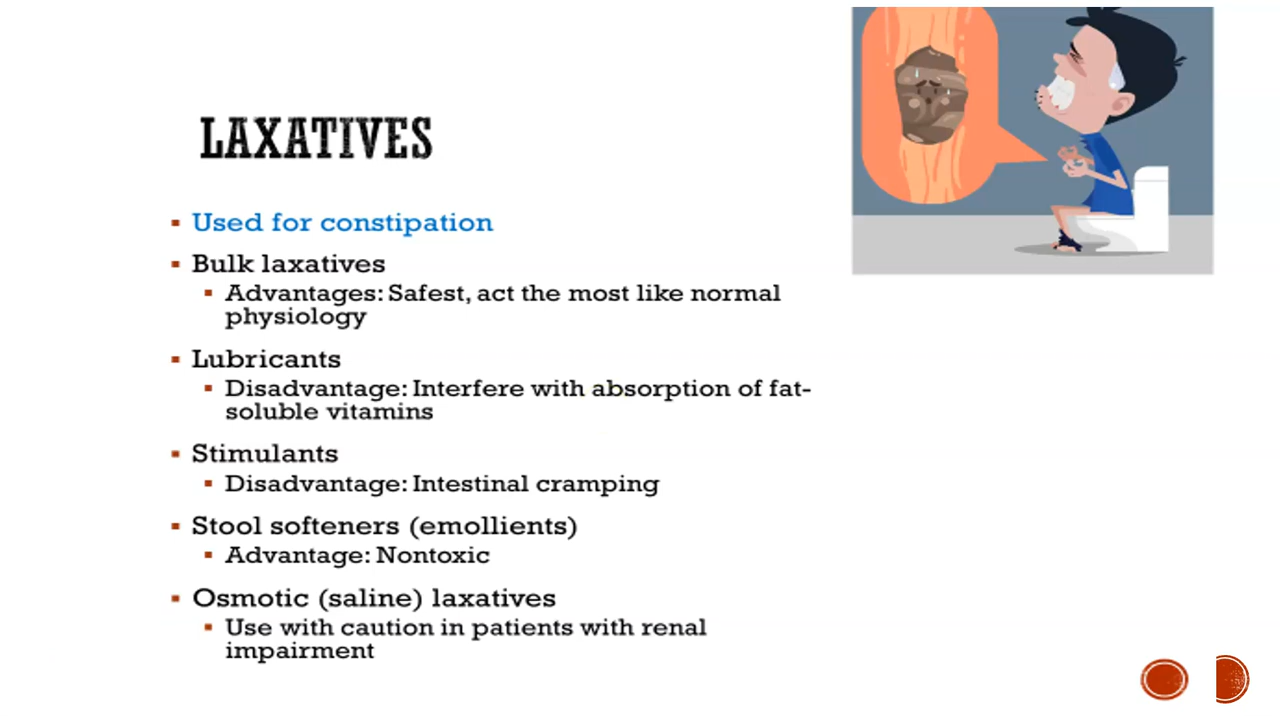 LAXATIVES
Used for constipation
Bulk laxatives
Advantages: Safest, act the most like normal
physiology
Lubricants
Disadvantage: Interfere with absorption of fat-
soluble vitamins
Stimulants
Disadvantage: Intestinal cramping
Stool softeners (emollients)
Advantage: Nontoxic
Osmotic (saline) laxatives
Use with caution in patients with renal
impairment